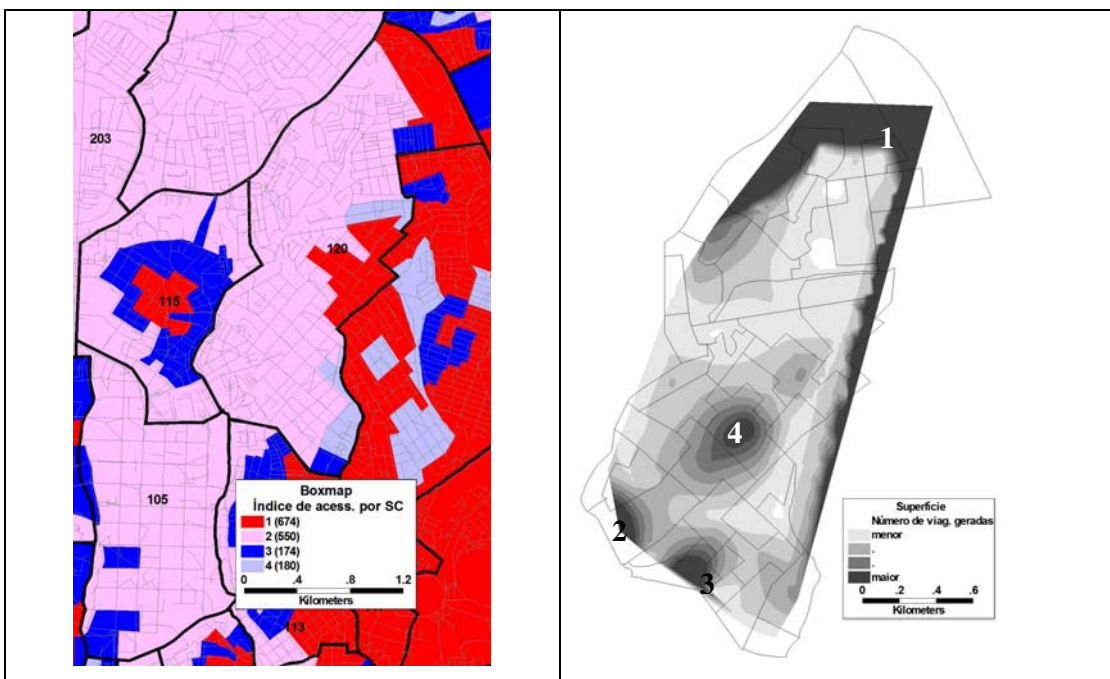 203
115
120
105
113
Boxmap
Índice de acess. por SC
1 (674)
2 (550)
3 (174)
4 (180)
0 .4 .8 1.2
Kilometers
1
4
2
3
Superfície
Número de viag. geradas
menor
.
.
maior
0 .2 .4 .6
Kilometers